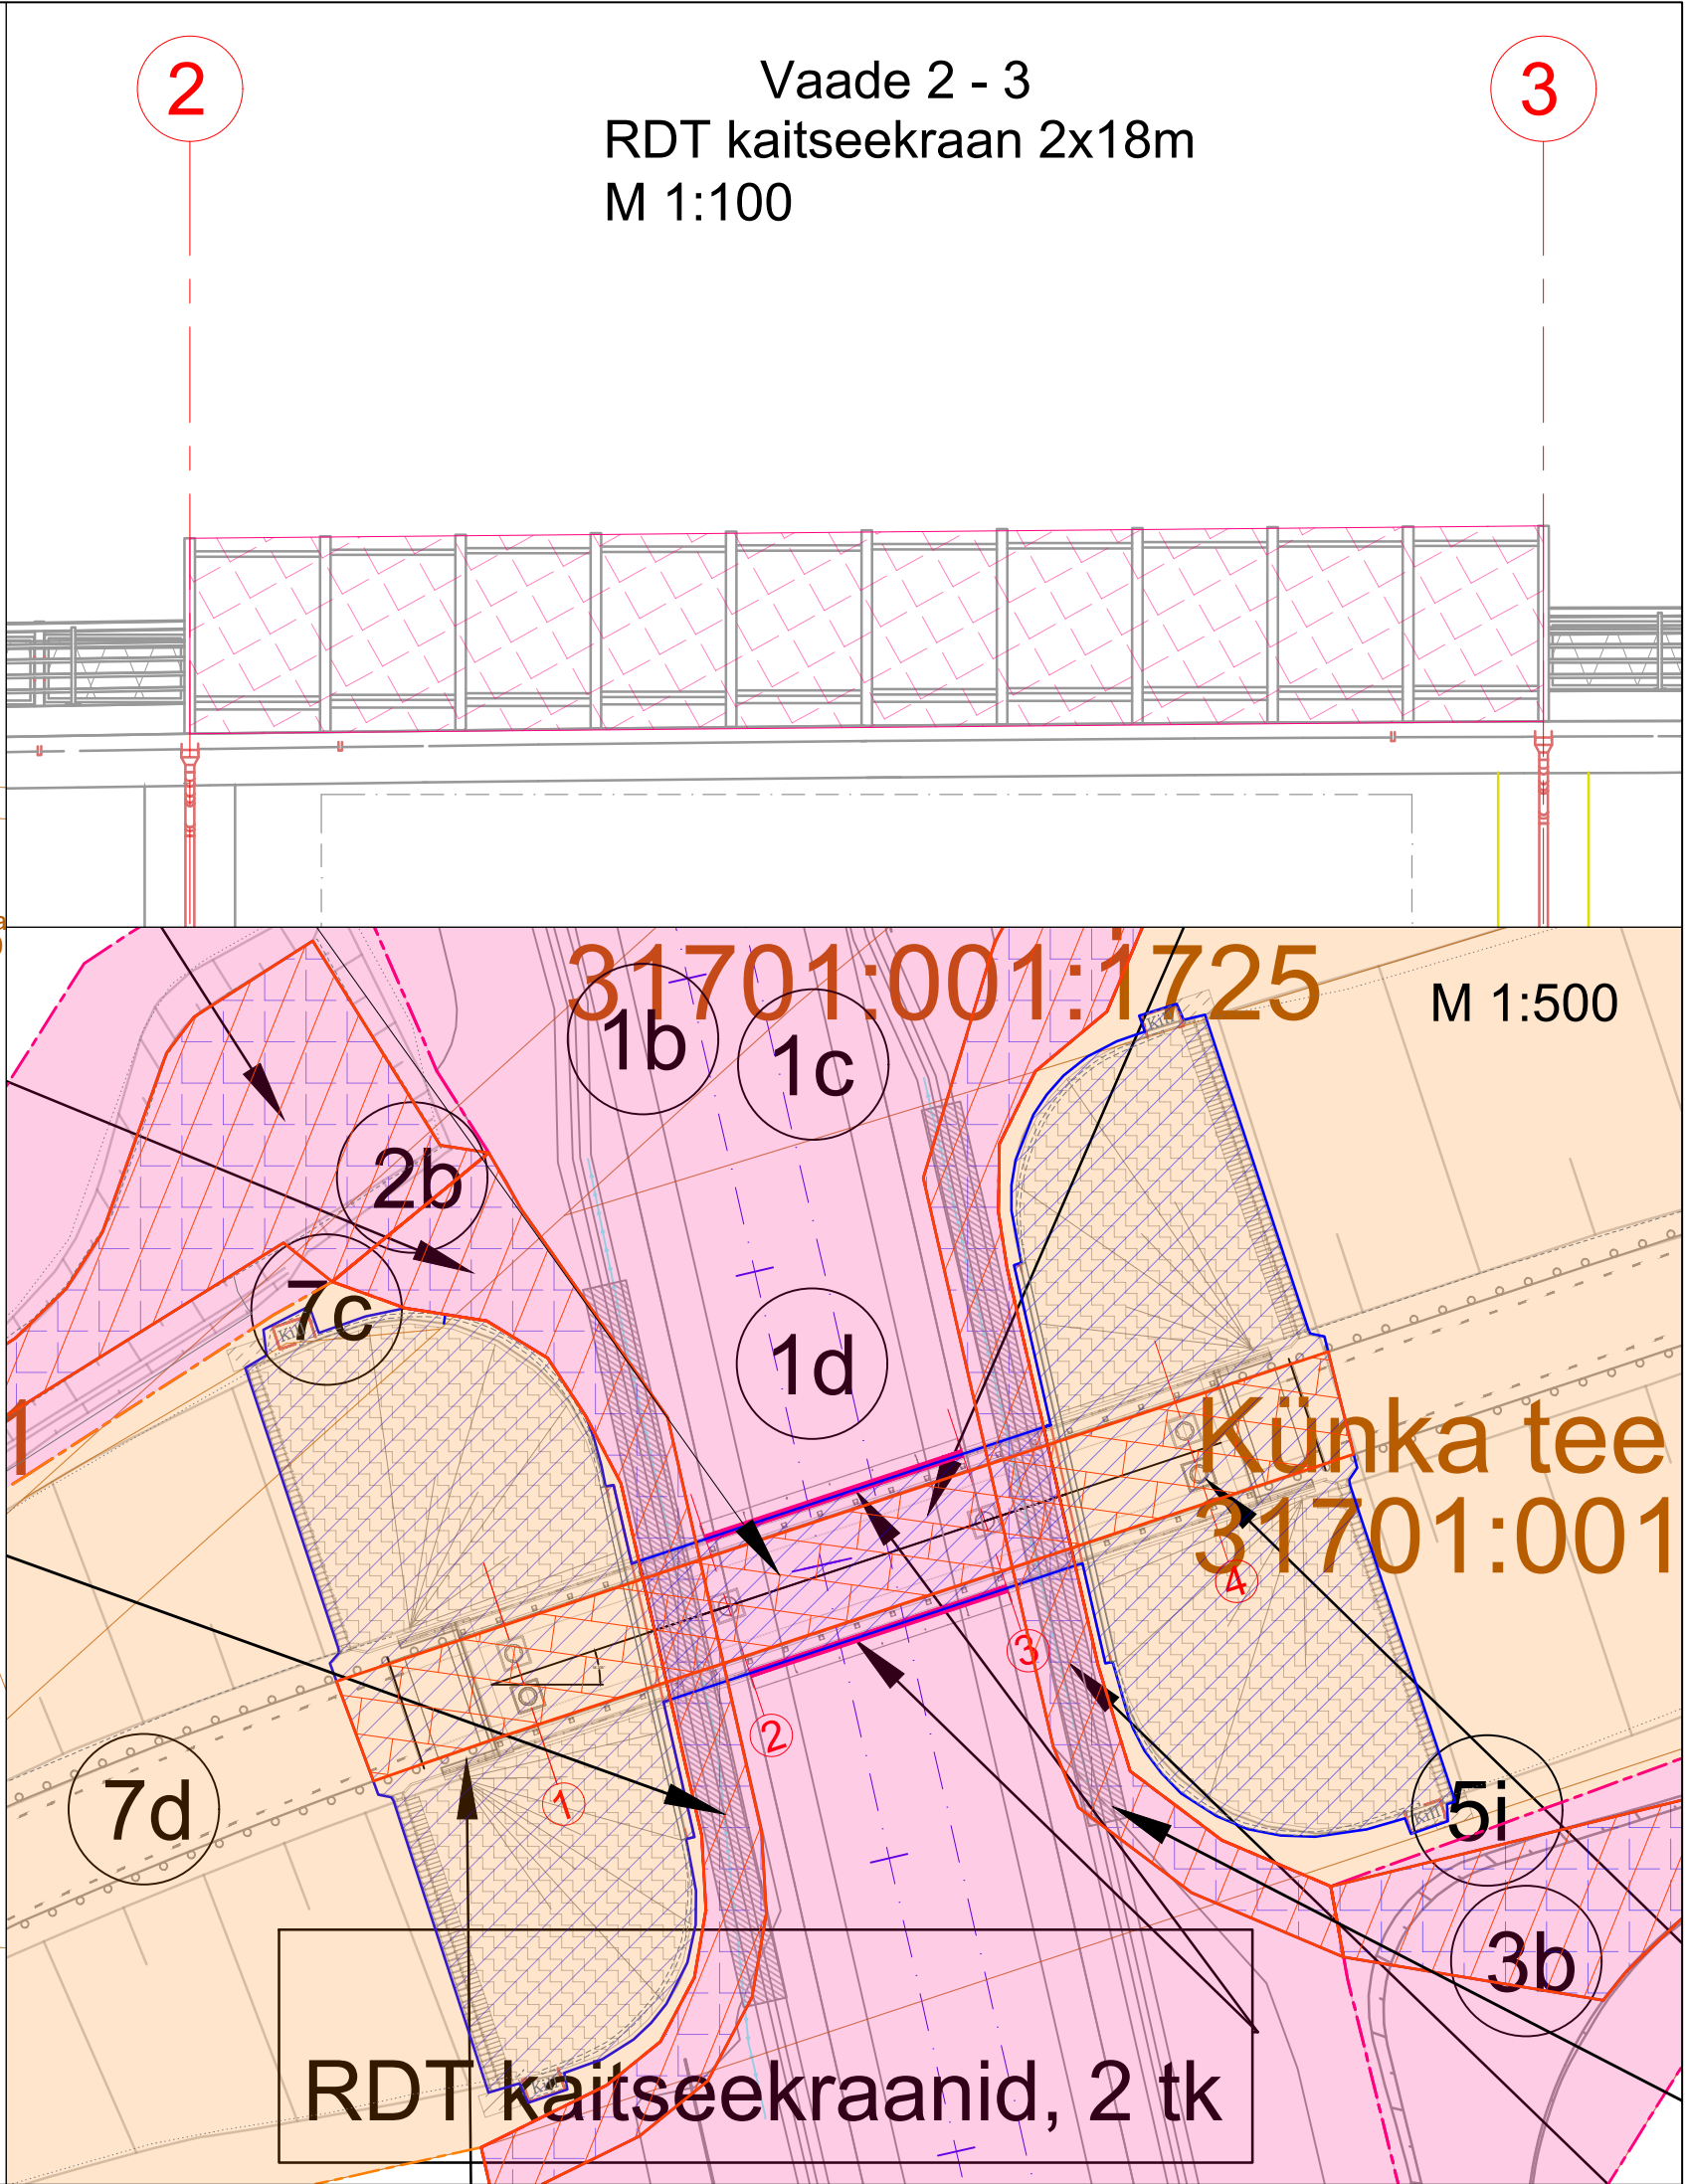 2
Vaade 2 - 3
3
RDT kaitseekraan 2x18m
M 1:100
31701:001:1725
M 1:500
1b
1c
2b
7c
1d
1
Künka tee
31701:001
4
3
2
1
7d
5i
3b
RDT kaitseekraanid, 2 tk